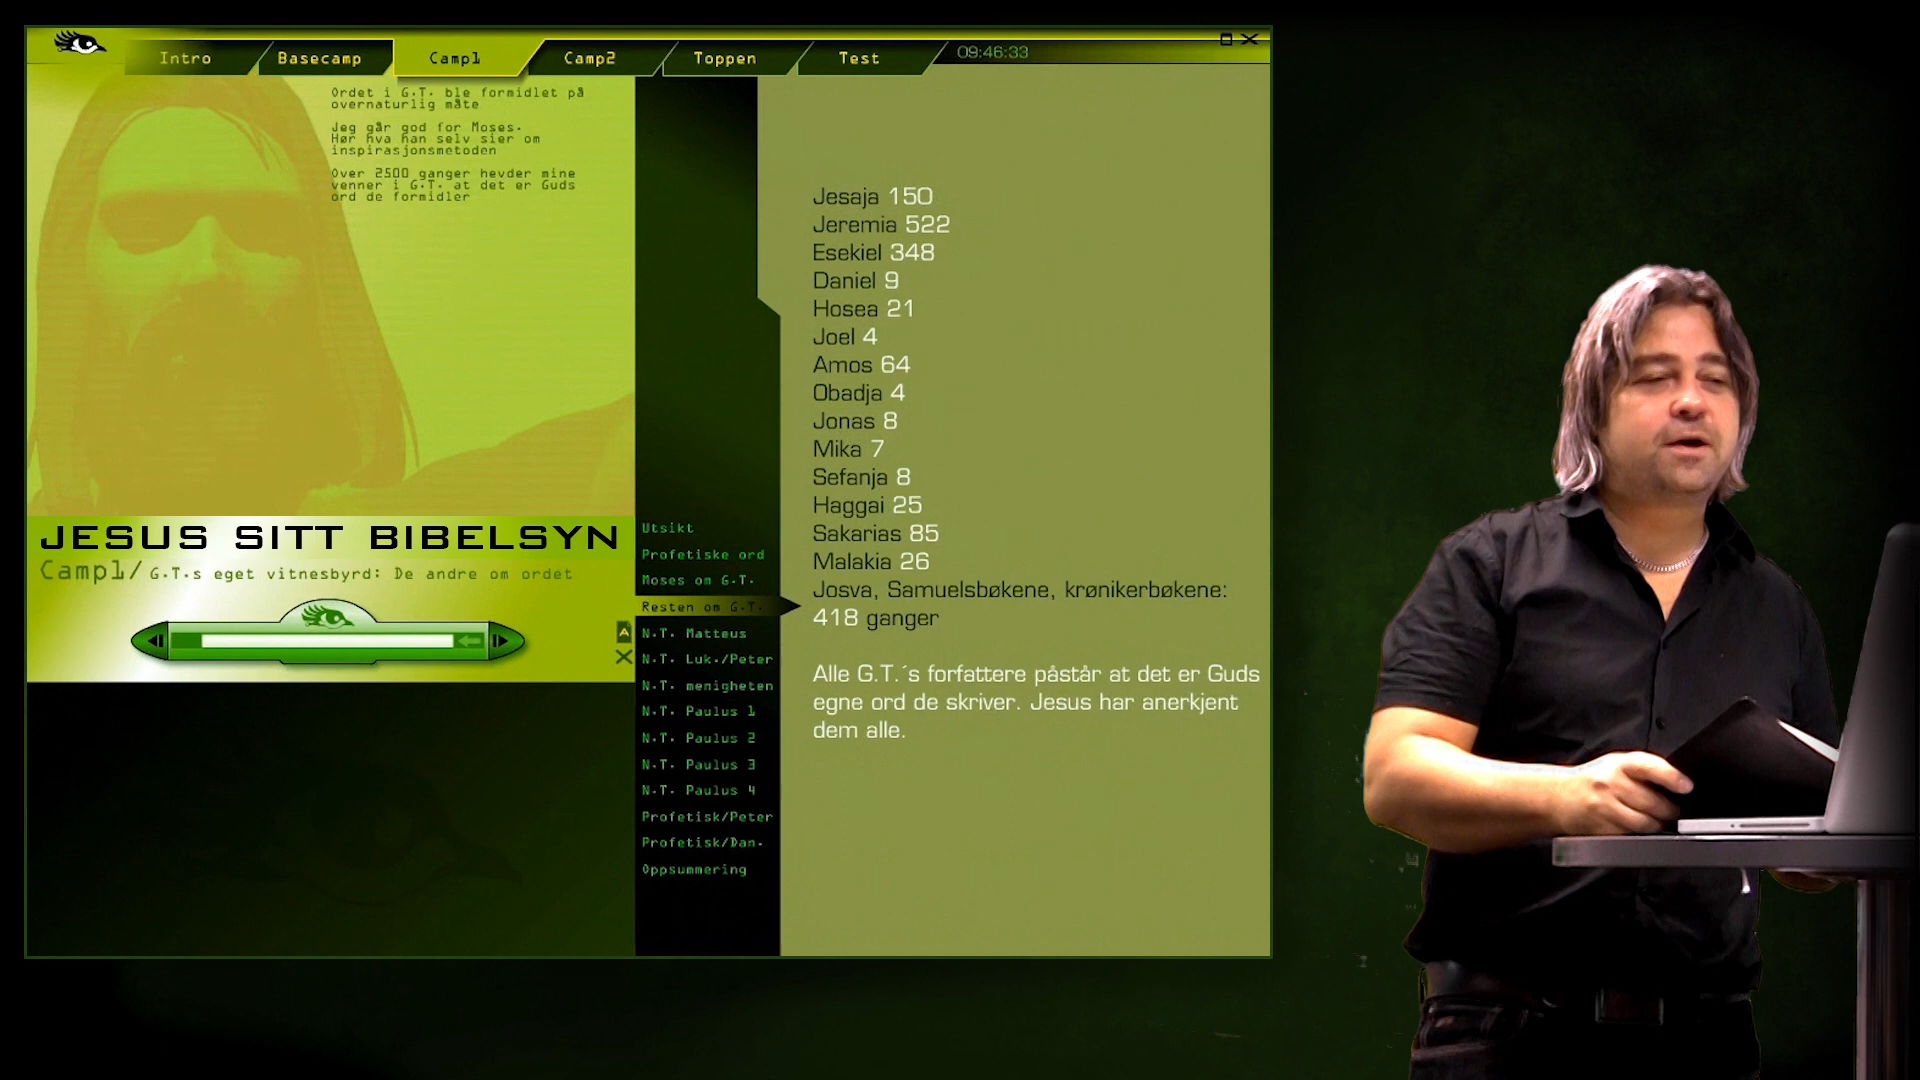 Intro
Basecamp
Camp1
Camp2
Toppen
Test
09:46:33
Ordet i G.T. ble formidlet på
overnaturlig måte
Jeg går god for Moses.
Hør hva han selv sier om
inspirasjonsmetoden
Over 2500 ganger hevder mine
venner i G.T. at det er Guds
ord de formidler
JESUS SITT BIBELSYN
Camp1/ G.T.s eget vitnesbyrd: De andre om ordet
A
Utsikt
Profetiske ord
Moses om G.T.
Resten om G.T.
N.T. Matteus
N.T. Luk./Peter
N.T. menigheten
N.T. Paulus 1
N.T. Paulus 2
N.T. Paulus 3
N.T. Paulus 4
Profetisk/Peter
Profetisk/Dan.
Oppsummering
Jesaja 150
Jeremia 522
Esekiel 348
Daniel 9
Hosea 21
Joel 4
Amos 64
Obadja 4
Jonas 8
Mika 7
Sefanja 8
Haggai 25
Sakarias 85
Malakia 26
Josva, Samuelsbøkene, krønikerbøkene:
418 ganger
Alle G.T.´s forfattere påstår at det er Guds
egne ord de skriver. Jesus har anerkjent
dem alle.